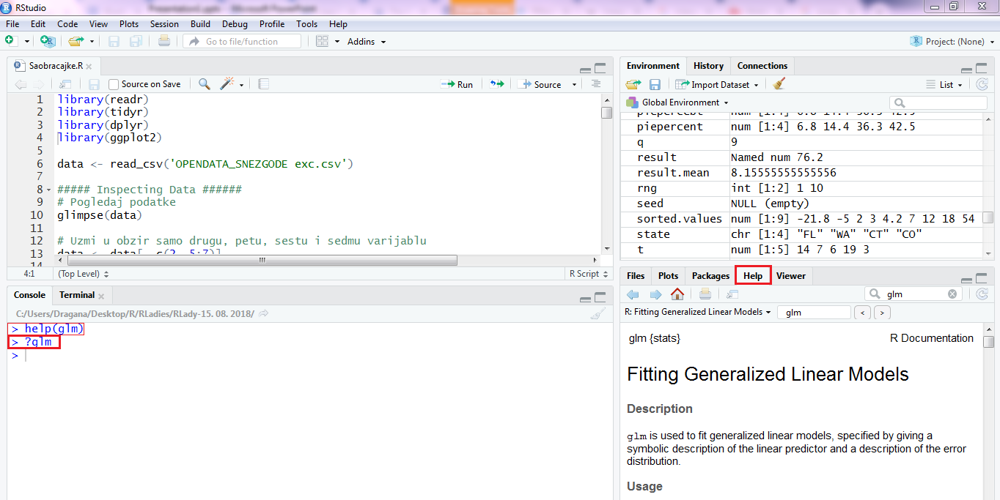 RStudio
File Edit Code View Plots Session Build Debug Profile Tools Help
Go to file/function Addins Project: (None)
Saobracajke.R
Source on Save Run Source
1 library(readr)
2 library(tidyr)
3 library(dplyr)
4 library(ggplot2)
5
6 data <- read_csv('OPENDATA_SNEZGODE exc.csv')
7
8 ##### Inspecting Data ######
9 # Pogledaj podatke
10 glimpse(data)
11
12 # Uzmi u obzir samo drugu, petu, sestu i sedmu varijablu
13 data <- data[, c(2, 5:7)]
14
4:1 (Top Level) R Script
Console Terminal
C:/Users/Dragana/Desktop/R/RLadies/RLady-15. 08. 2018/
> help(glm)
> ?glm
>
Environment History Connections
Import Dataset List
Global Environment
piepercent num [1:4] 6.8 14.4 36.3 42.5
q 9
result Named num 76.2
result.mean 8.15555555555556
rng int [1:2] 1 10
seed NULL (empty)
sorted.values num [1:9] -21.8 -5 2 3 4.2 7 12 18 54
state chr [1:4] "FL" "WA" "CT" "CO"
t num [1:5] 14 7 6 19 3
Files Plots Packages Help Viewer
glm
R: Fitting Generalized Linear Models glm < >
glm {stats} R Documentation
Fitting Generalized Linear Models
Description
glm is used to fit generalized linear models, specified by giving a
symbolic description of the linear predictor and a description of the error
distribution.
Usage